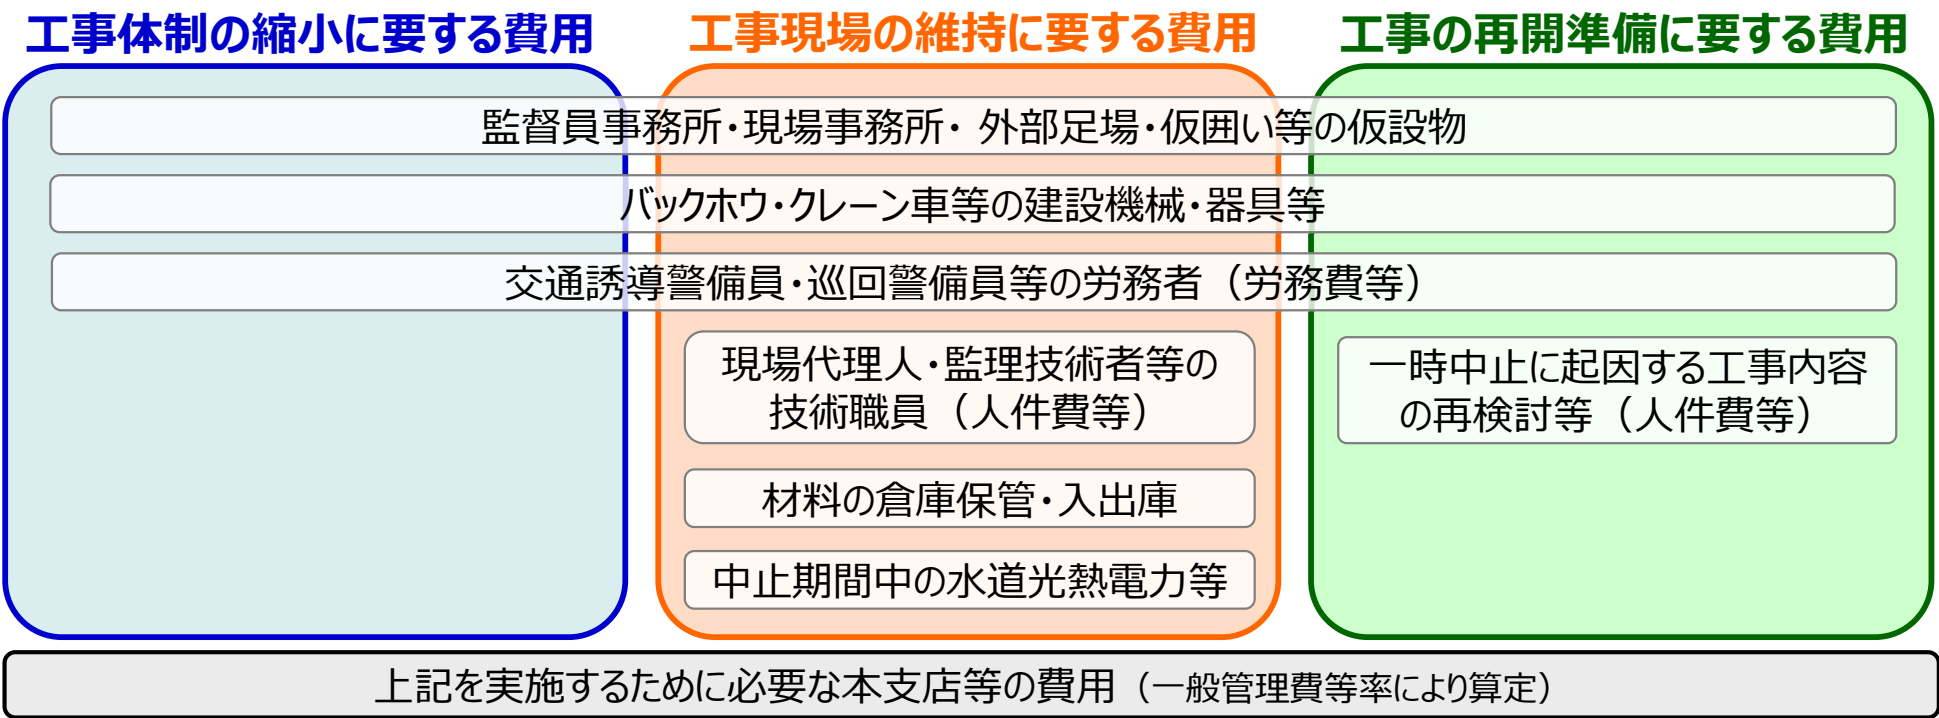 工事体制の縮小に要する費用
工事現場の維持に要する費用
工事の再開準備に要する費用
監督員事務所・現場事務所・ 外部足場・仮囲い等の仮設物
バックホウ・クレーン車等の建設機械・器具等
交通誘導警備員・巡回警備員等の労務者（労務費等）
現場代理人・監理技術者等の
技術職員（人件費等）
一時中止に起因する工事内容
の再検討等（人件費等）
材料の倉庫保管・入出庫
中止期間中の水道光熱電力等
上記を実施するために必要な本支店等の費用（一般管理費等率により算定）